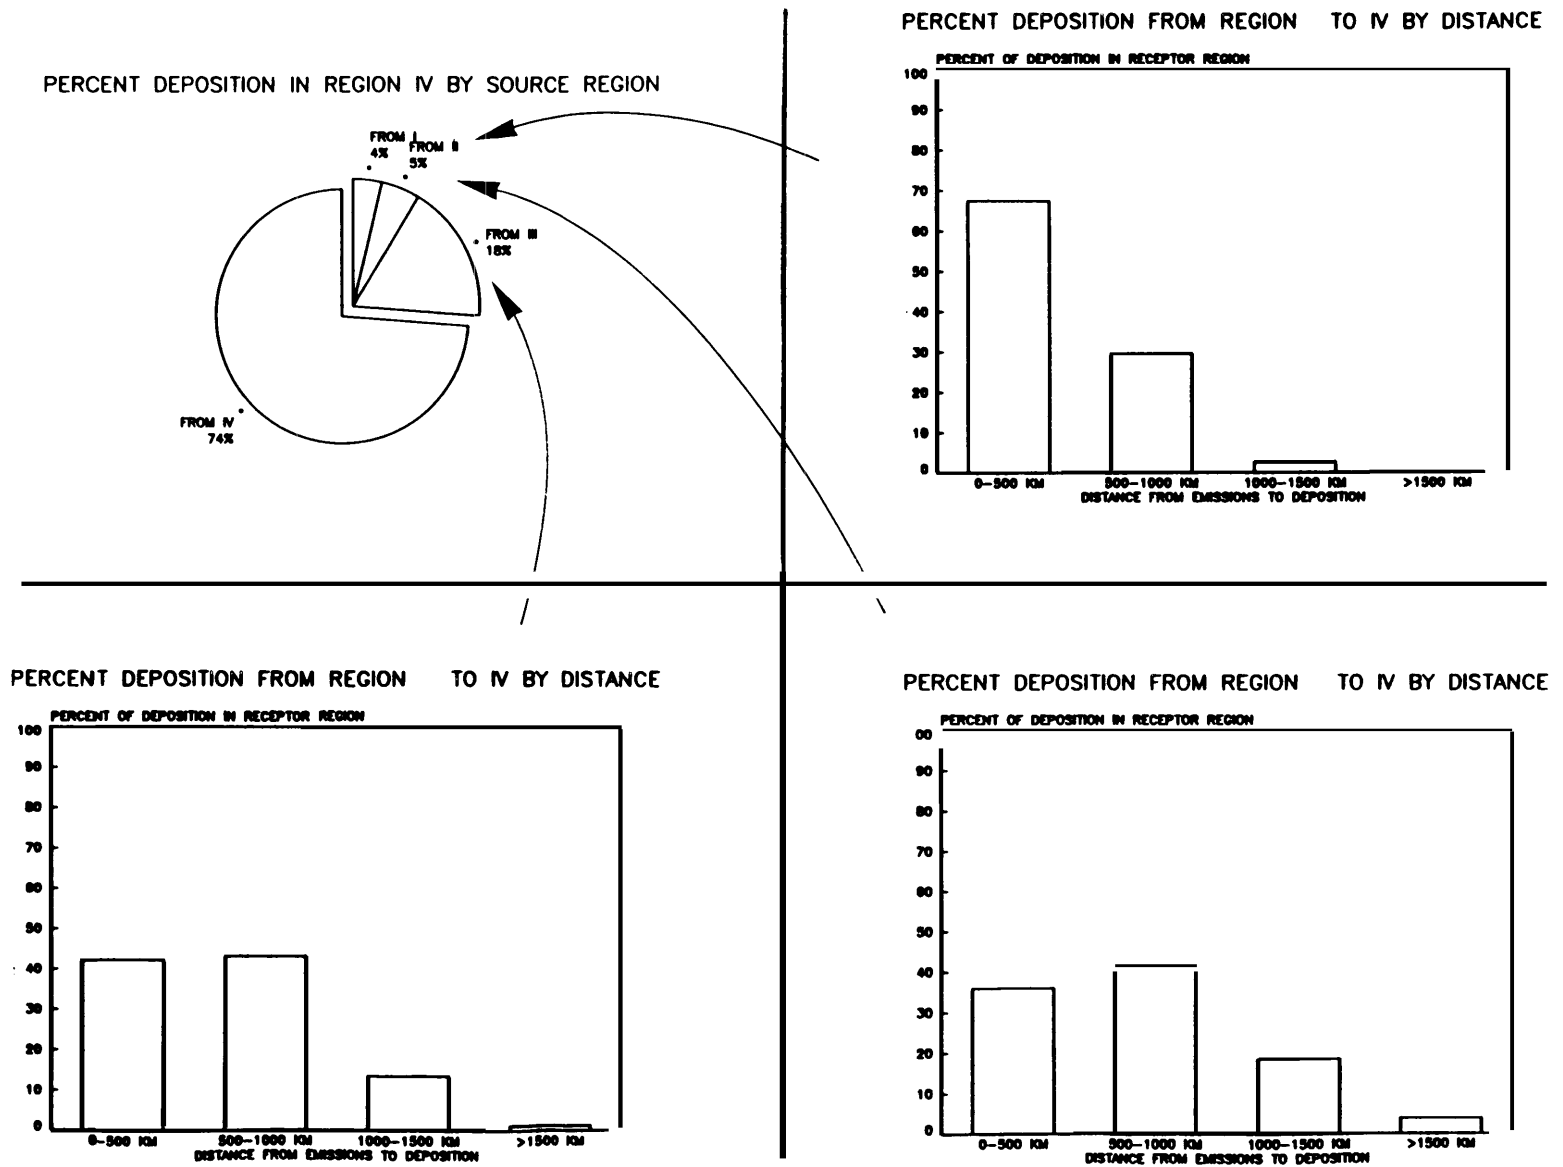 PERCENT DEPOSITION IN REGION IV BY SOURCE REGION
FROM I
4%
FROM II
5%
FROM III
18%
FROM IV
74%
PERCENT DEPOSITION FROM REGION TO IV BY DISTANCE
PERCENT OF DEPOSITION IN RECEPTOR REGION
100
90
80
70
60
50
40
30
20
10
0
0-500 KM 500-1000 KM 1000-1500 KM >1500 KM
DISTANCE FROM EMISSIONS TO DEPOSITION
PERCENT DEPOSITION FROM REGION TO IV BY DISTANCE
PERCENT OF DEPOSITION IN RECEPTOR REGION
100
90
80
70
60
50
40
30
20
10
0
0-500 KM 500-1000 KM 1000-1500 KM >1500 KM
DISTANCE FROM EMISSIONS TO DEPOSITION
PERCENT DEPOSITION FROM REGION TO IV BY DISTANCE
PERCENT OF DEPOSITION IN RECEPTOR REGION
00
90
80
70
60
50
40
30
20
10
0
0-500 KM 500-1000 KM 1000-1500 KM >1500 KM
DISTANCE FROM EMISSIONS TO DEPOSITION